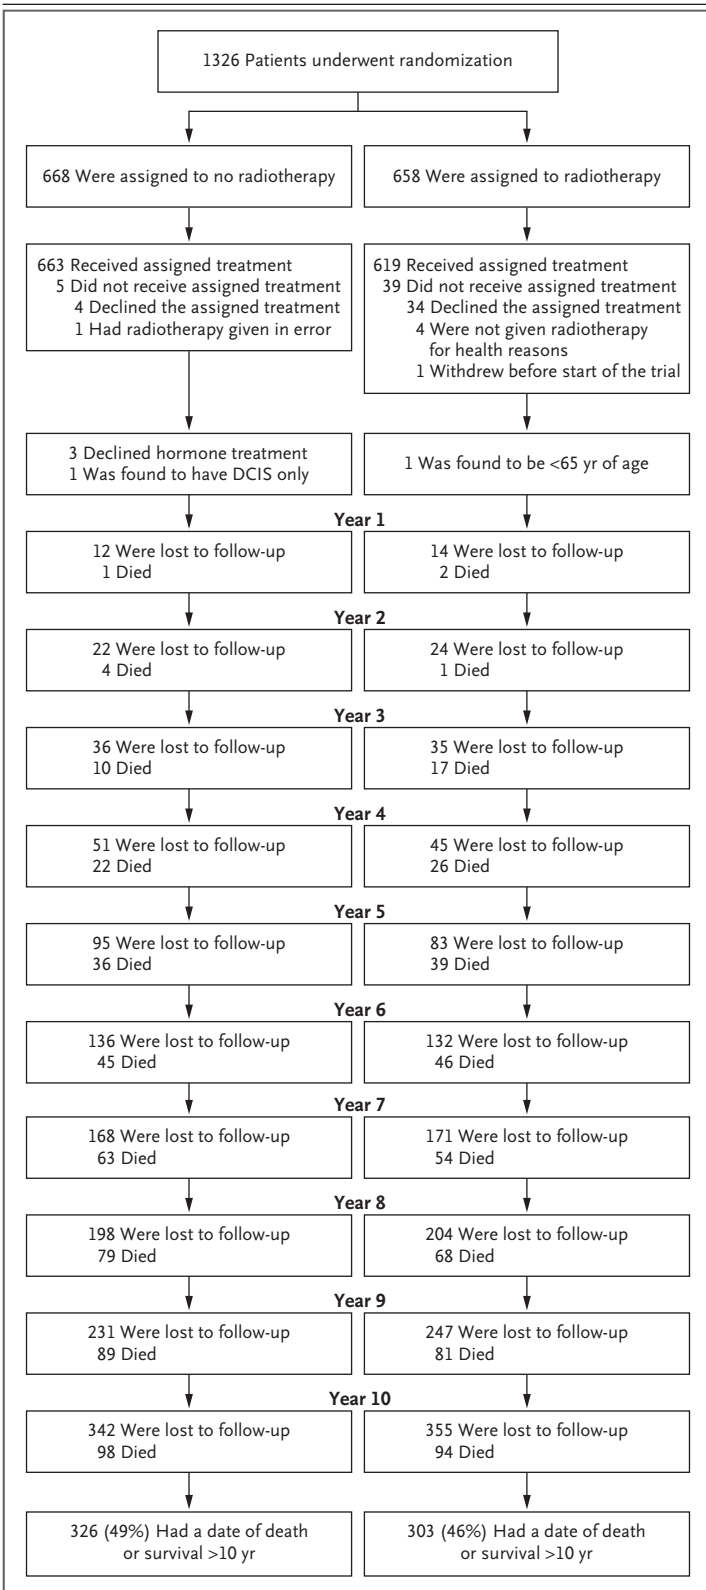 1326 Patients underwent randomization
668 Were assigned to no radiotherapy
658 Were assigned to radiotherapy
663 Received assigned treatment
5 Did not receive assigned treatment
4 Declined the assigned treatment
1 Had radiotherapy given in error
619 Received assigned treatment
39 Did not receive assigned treatment
34 Declined the assigned treatment
4 Were not given radiotherapy
for health reasons
1 Withdrew before start of the trial
3 Declined hormone treatment
1 Was found to have DCIS only
1 Was found to be <65 yr of age
Year 1
12 Were lost to follow-up
1 Died
14 Were lost to follow-up
2 Died
Year 2
22 Were lost to follow-up
4 Died
24 Were lost to follow-up
1 Died
Year 3
36 Were lost to follow-up
10 Died
35 Were lost to follow-up
17 Died
Year 4
51 Were lost to follow-up
22 Died
45 Were lost to follow-up
26 Died
Year 5
95 Were lost to follow-up
36 Died
83 Were lost to follow-up
39 Died
Year 6
136 Were lost to follow-up
45 Died
132 Were lost to follow-up
46 Died
Year 7
168 Were lost to follow-up
63 Died
171 Were lost to follow-up
54 Died
Year 8
198 Were lost to follow-up
79 Died
204 Were lost to follow-up
68 Died
Year 9
231 Were lost to follow-up
89 Died
247 Were lost to follow-up
81 Died
Year 10
342 Were lost to follow-up
98 Died
355 Were lost to follow-up
94 Died
326 (49%) Had a date of death
or survival >10 yr
303 (46%) Had a date of death
or survival >10 yr